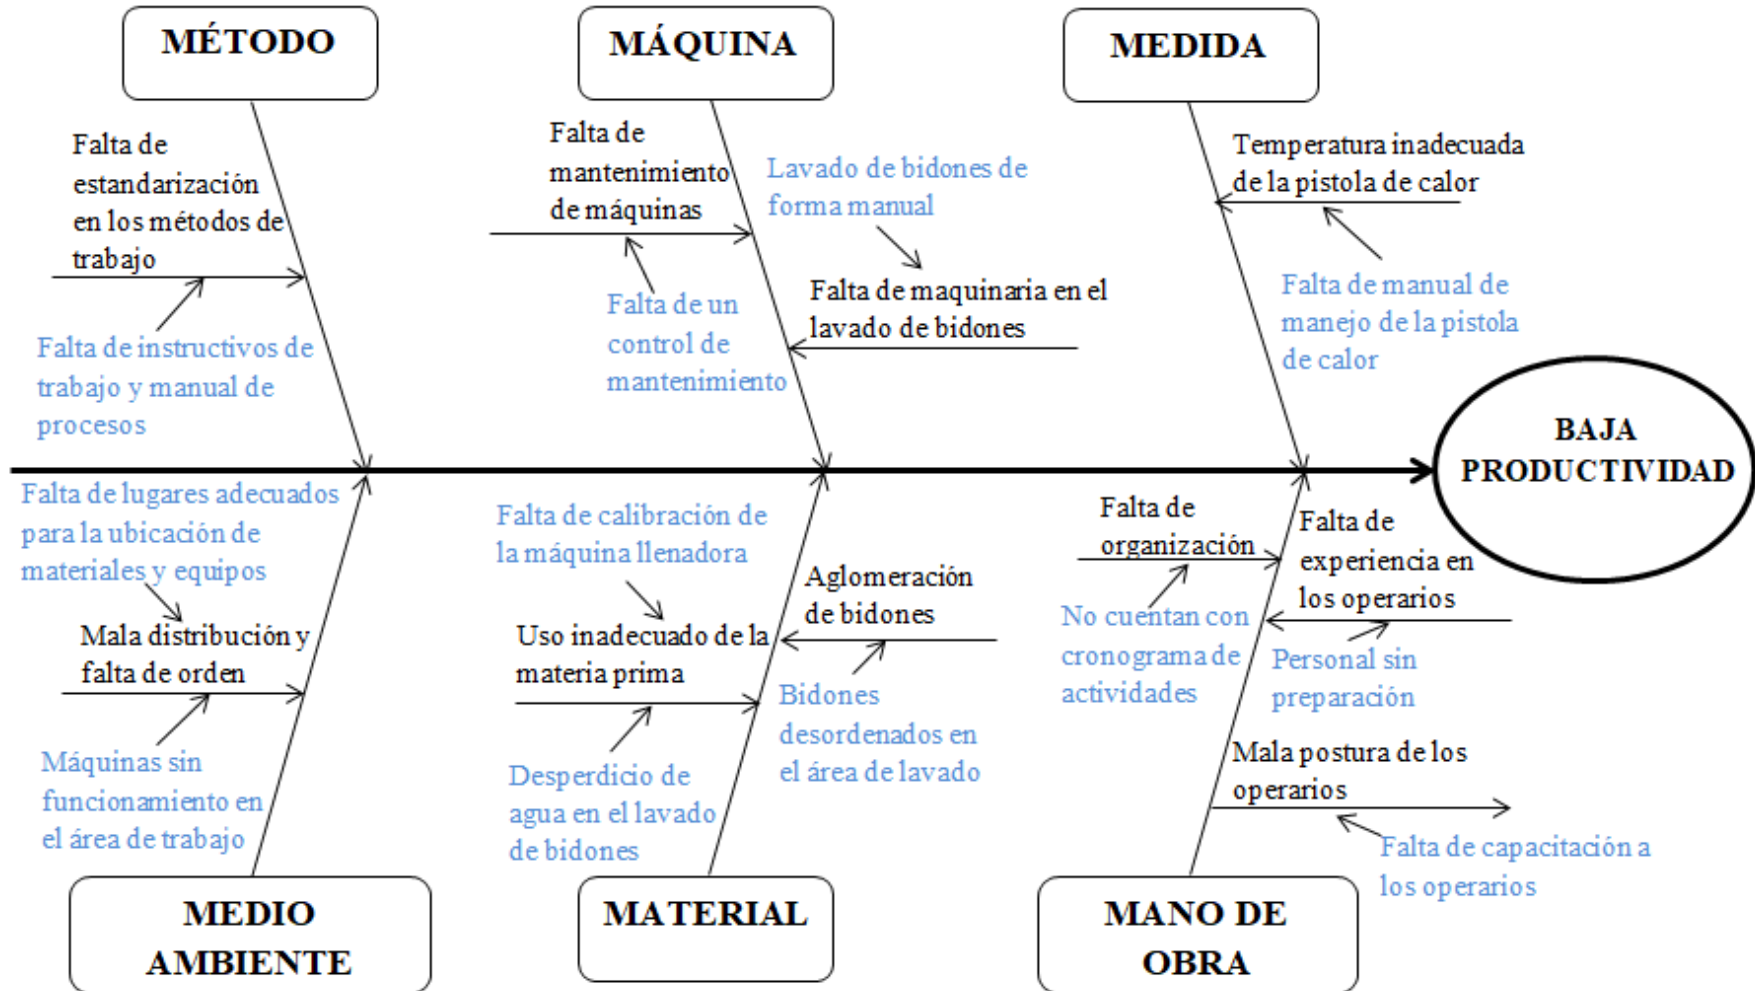 MÉTODO
MÁQUINA
MEDIDA
Falta de
estandarización
en los métodos de
trabajo
Falta de instructivos de
trabajo y manual de
procesos
Falta de
mantenimiento
de máquinas
Falta de un
control de
mantenimiento
Lavado de bidones de
forma manual
Falta de maquinaria en el
lavado de bidones
Temperatura inadecuada
de la pistola de calor
Falta de manual de
manejo de la pistola
de calor
BAJA
PRODUCTIVIDAD
Falta de lugares adecuados
para la ubicación de
materiales y equipos
Mala distribución y
falta de orden
Máquinas sin
funcionamiento en
el área de trabajo
Falta de calibración de
la máquina llenadora
Uso inadecuado de la
materia prima
Desperdicio de
agua en el lavado
de bidones
Aglomeración
de bidones
Bidones
desordenados en
el área de lavado
Falta de
organización
No cuentan con
cronograma de
actividades
Falta de
experiencia en
los operarios
Personal sin
preparación
Mala postura de los
operarios
Falta de capacitación a
los operarios
MEDIO
AMBIENTE
MATERIAL
MANO DE
OBRA